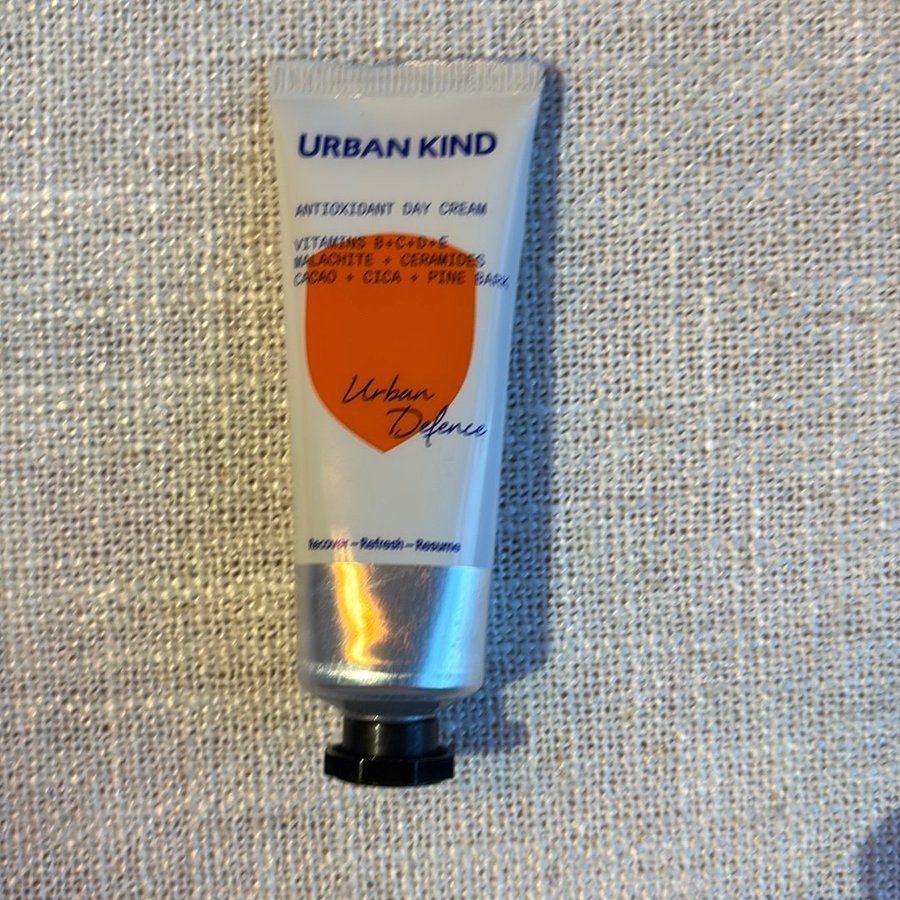 URBAN KIND
ANTIOXIDANT DAY CREAM
VITAMINS B+C+D+E
MALACHITE + CERAMIDES
CACAO + CICA + PINE BARK
Urban
Defence
Recover – Refresh – Resume